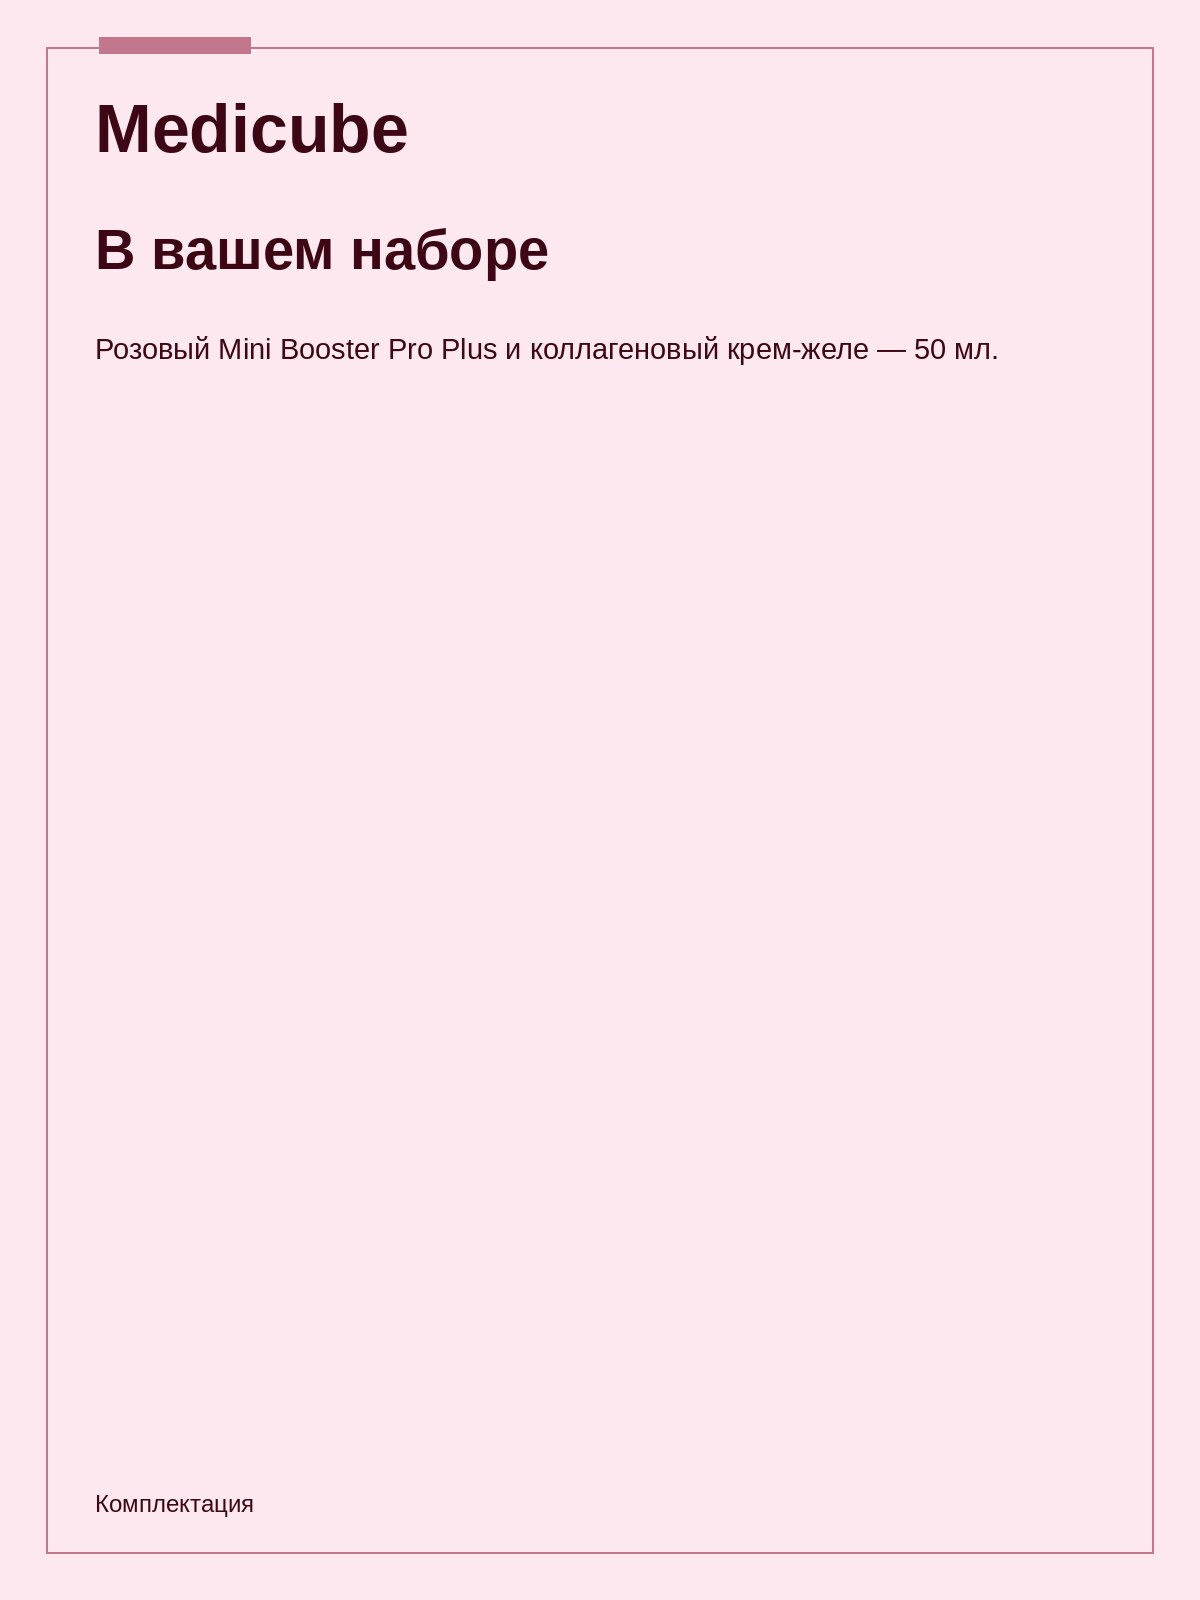 Medicube
В вашем наборе
Розовый Mini Booster Pro Plus и коллагеновый крем-желе — 50 мл.
Комплектация